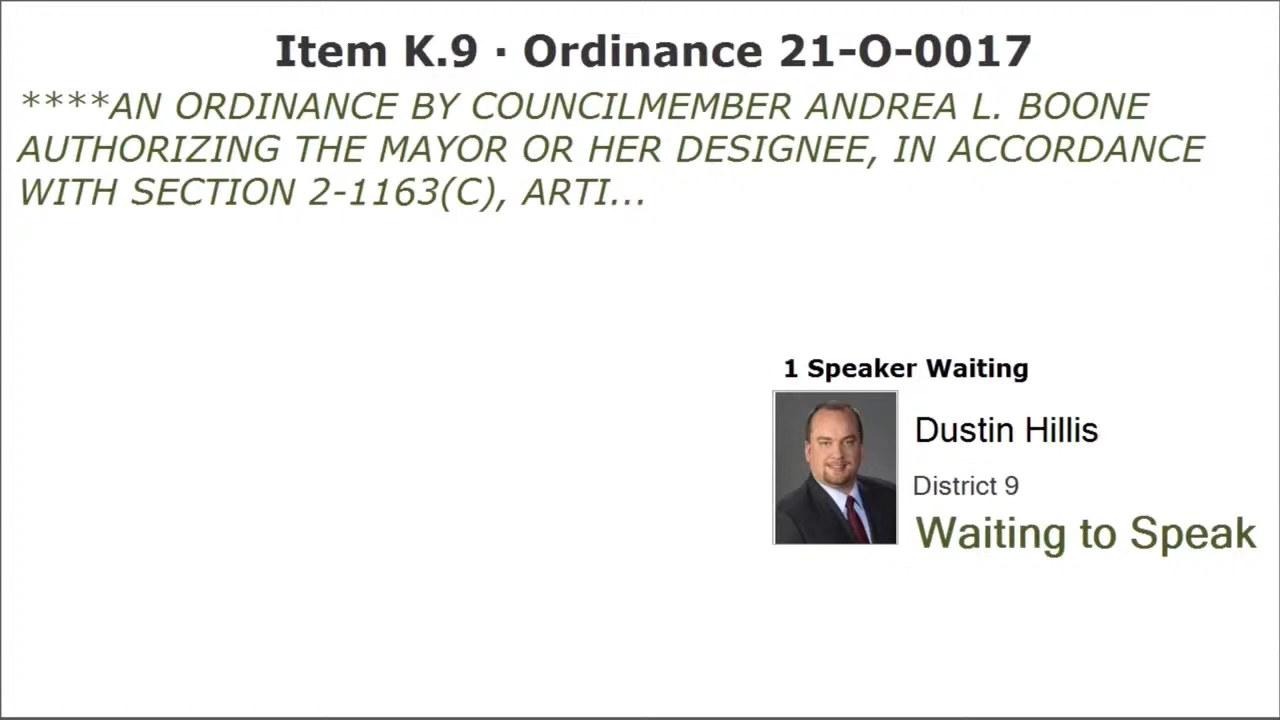 Item K.9 · Ordinance 21-O-0017
****AN ORDINANCE BY COUNCILMEMBER ANDREA L. BOONE
AUTHORIZING THE MAYOR OR HER DESIGNEE, IN ACCORDANCE
WITH SECTION 2-1163(C), ARTI...
1 Speaker Waiting
Dustin Hillis
District 9
Waiting to Speak